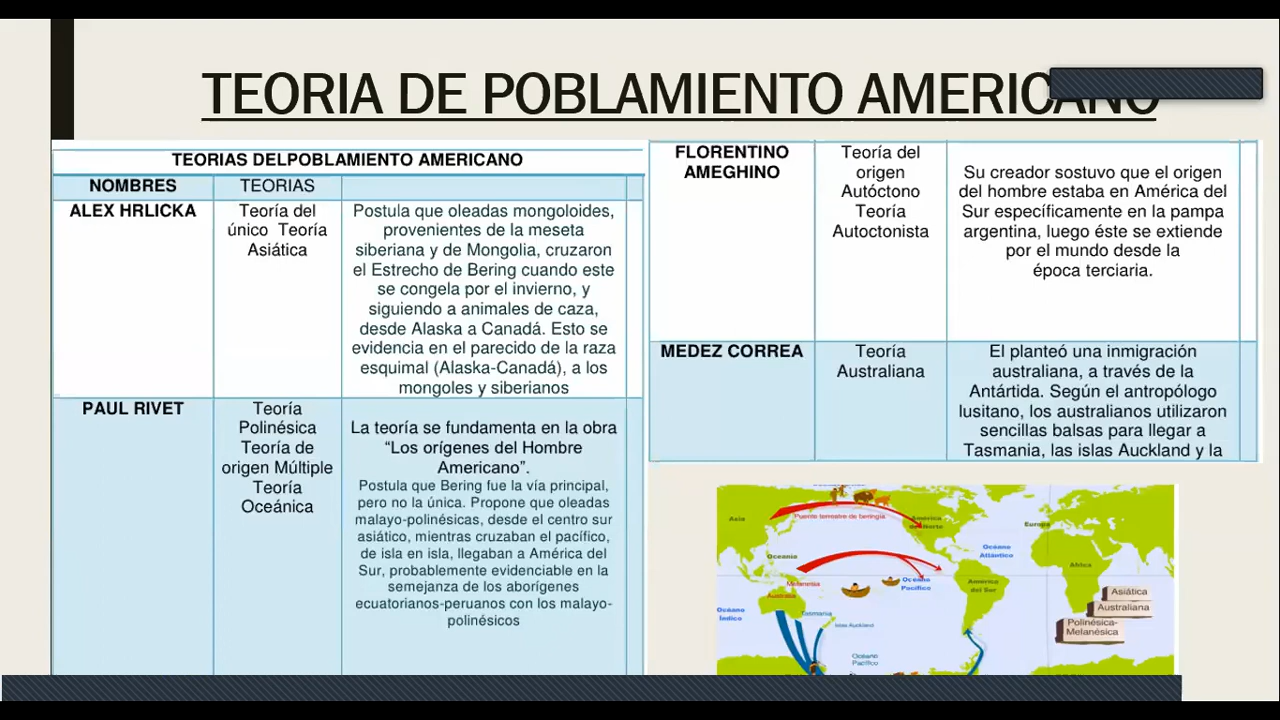 TEORIA DE POBLAMIENTO AMERICANO
TEORIAS DELPOBLAMIENTO AMERICANO
NOMBRES
TEORIAS
ALEX HRLICKA
Teoría del
único Teoría
Asiática
Postula que oleadas mongoloides,
provenientes de la meseta
siberiana y de Mongolia, cruzaron
el Estrecho de Bering cuando este
se congela por el invierno, y
siguiendo a animales de caza,
desde Alaska a Canadá. Esto se
evidencia en el parecido de la raza
esquimal (Alaska-Canadá), a los
mongoles y siberianos
PAUL RIVET
Teoría
Polinésica
Teoría de
origen Múltiple
Teoría
Oceánica
La teoría se fundamenta en la obra
“Los orígenes del Hombre
Americano”.
Postula que Bering fue la vía principal,
pero no la única. Propone que oleadas
malayo-polinésicas, desde el centro sur
asiático, mientras cruzaban el pacífico,
de isla en isla, llegaban a América del
Sur, probablemente evidenciable en la
semejanza de los aborígenes
ecuatorianos-peruanos con los malayo-
polinésicos
FLORENTINO
AMEGHINO
Teoría del
origen
Autóctono
Teoría
Autoctonista
Su creador sostuvo que el origen
del hombre estaba en América del
Sur específicamente en la pampa
argentina, luego éste se extiende
por el mundo desde la
época terciaria.
MEDEZ CORREA
Teoría
Australiana
El planteó una inmigración
australiana, a través de la
Antártida. Según el antropólogo
lusitano, los australianos utilizaron
sencillas balsas para llegar a
Tasmania, las islas Auckland y la
Asia
Puente terrestre de beringia
América
del Norte
Europa
Oceanía
Océano
Atlántico
Africa
Melanesia
Océano
Pacífico
América
del Sur
Australia
Asiática
Australiana
Océano
Índico
Tasmania
Islas Auckland
Polinésica-
Melanésica
Océano
Pacífico